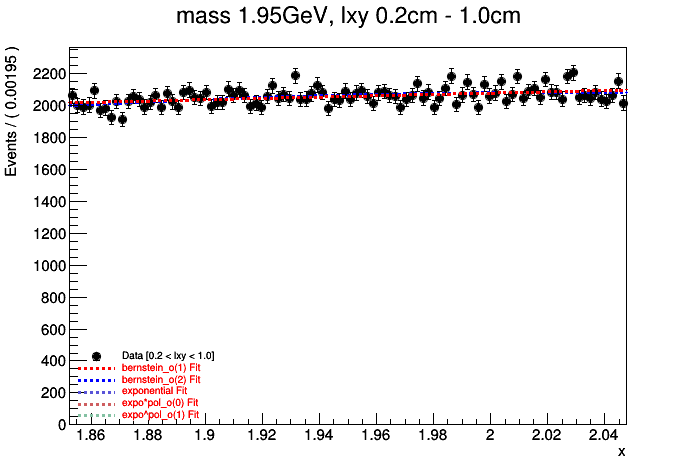 mass 1.95GeV, lxy 0.2cm - 1.0cm
Events / ( 0.00195 )
2200
2000
1800
1600
1400
1200
1000
800
600
400
200
0
Data [0.2 < lxy < 1.0]
bernstein_o(1) Fit
bernstein_o(2) Fit
exponential Fit
expo*pol_o(0) Fit
expo*pol_o(1) Fit
1.86 1.88 1.9 1.92 1.94 1.96 1.98 2 2.02 2.04
x